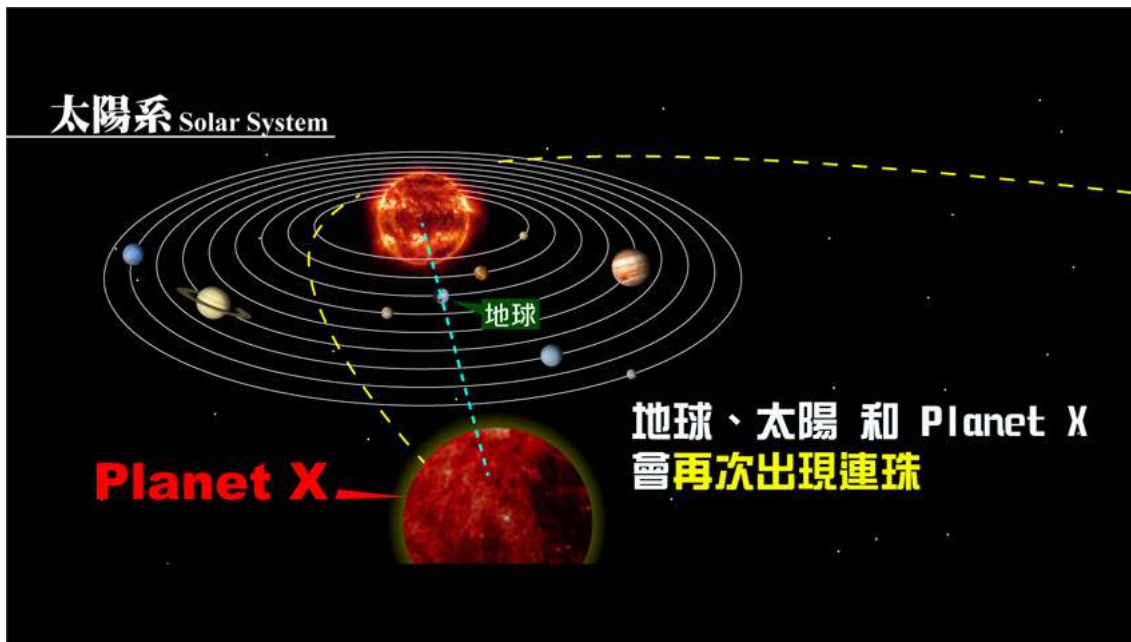 太陽系 Solar System
地球
地球、太陽 和 Planet X
會再次出現連珠
Planet X